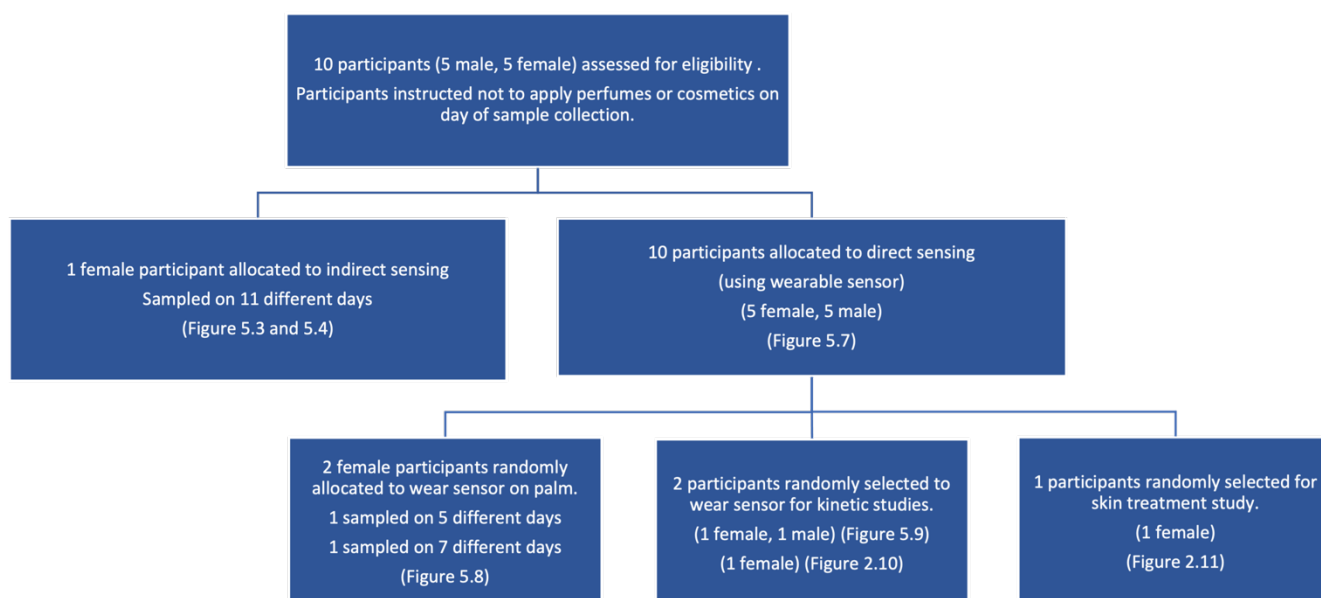 10 participants (5 male, 5 female) assessed for eligibility .
Participants instructed not to apply perfumes or cosmetics on
day of sample collection.
1 female participant allocated to indirect sensing
Sampled on 11 different days
(Figure 5.3 and 5.4)
10 participants allocated to direct sensing
(using wearable sensor)
(5 female, 5 male)
(Figure 5.7)
2 female participants randomly
allocated to wear sensor on palm.
1 sampled on 5 different days
1 sampled on 7 different days
(Figure 5.8)
2 participants randomly selected to
wear sensor for kinetic studies.
(1 female, 1 male) (Figure 5.9)
(1 female) (Figure 2.10)
1 participants randomly selected for
skin treatment study.
(1 female)
(Figure 2.11)